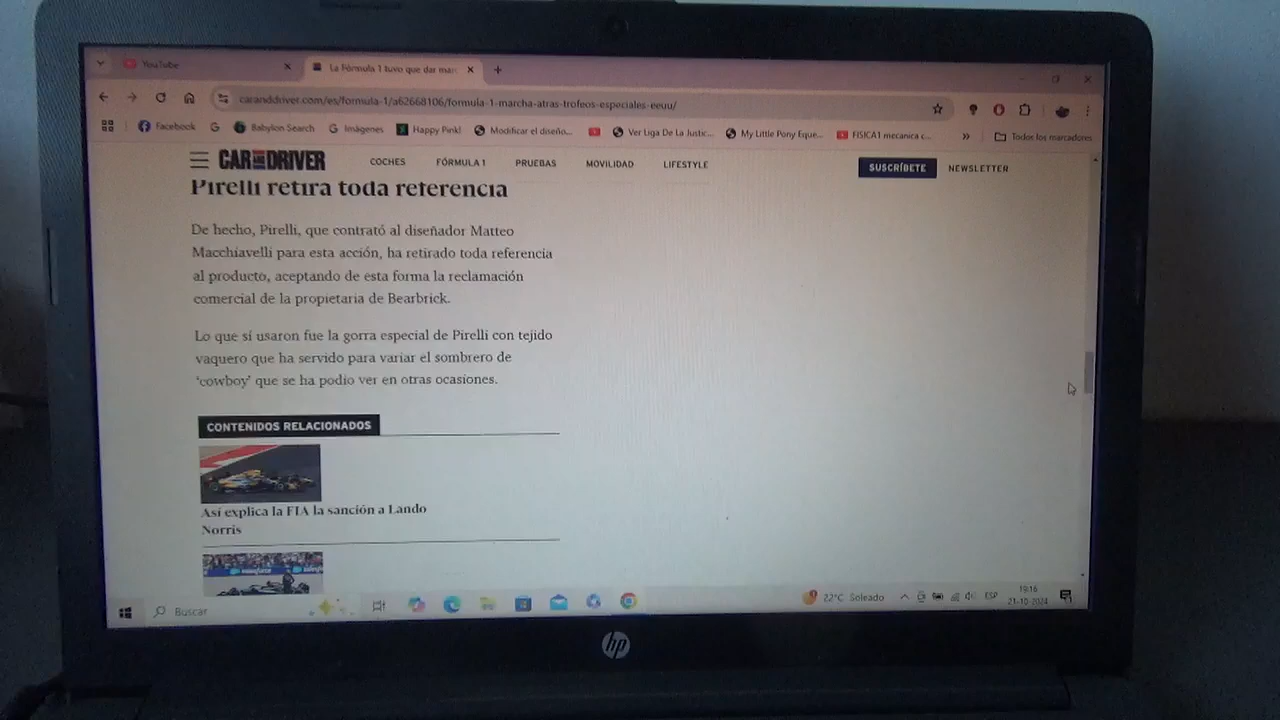 YouTube
La Fórmula 1 tuvo que dar mar
caranddriver.com/es/formula-1/a62668106/formula-1-marcha-atras-trofeos-especiales-eeuu/
Facebook
Babylon Search
Imágenes
Happy Pink!
Modificar el diseño...
Ver Liga De La Justic...
My Little Pony Eque...
FISICA1 mecanica c...
»
Todos los marcadores
CAR AND DRIVER
COCHES
FÓRMULA 1
PRUEBAS
MOVILIDAD
LIFESTYLE
SUSCRÍBETE
NEWSLETTER
Pirelli retira toda referencia
De hecho, Pirelli, que contrató al diseñador Matteo
Macchiavelli para esta acción, ha retirado toda referencia
al producto, aceptando de esta forma la reclamación
comercial de la propietaria de Bearbrick.
Lo que sí usaron fue la gorra especial de Pirelli con tejido
vaquero que ha servido para variar el sombrero de
'cowboy' que se ha podio ver en otras ocasiones.
CONTENIDOS RELACIONADOS
Así explica la FIA la sanción a Lando
Norris
Buscar
22°C Soleado
ESP
19:16
21-10-2024
hp